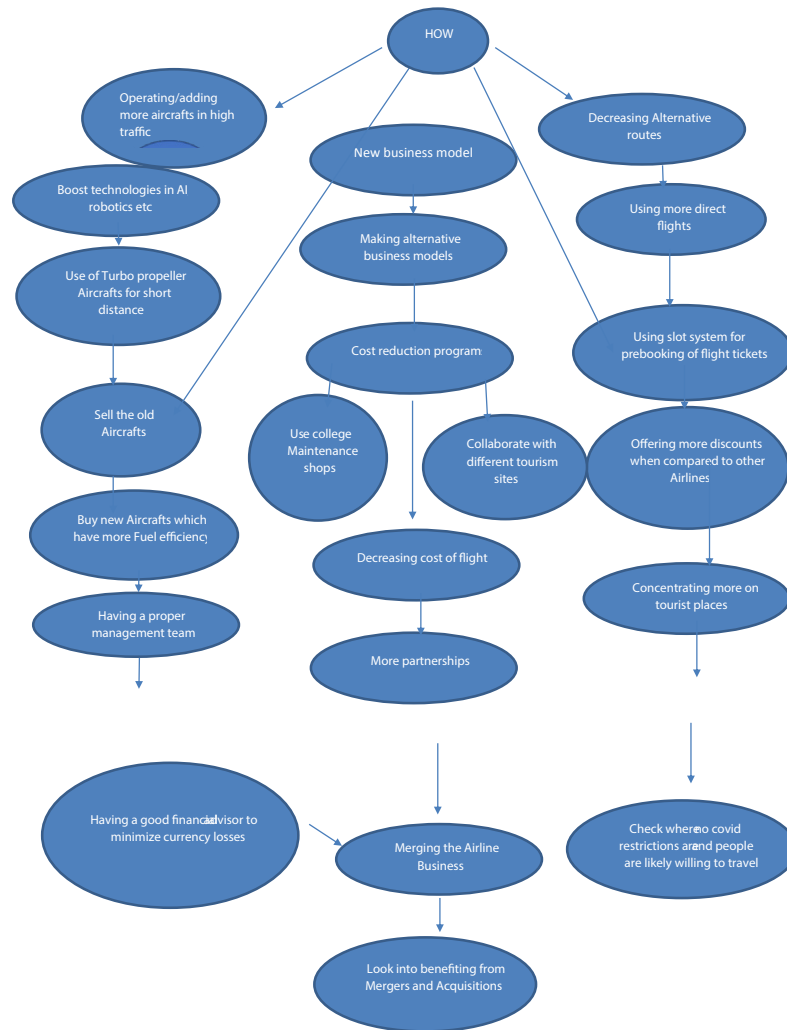 HOW
Operating/adding
more aircrafts in high
traffic
Decreasing Alternative
routes
New business model
Boost technologies in AI
robotics etc
Using more direct
flights
Making alternative
business models
Use of Turbo propeller
Aircrafts for short
distance
Using slot system for
prebooking of flight tickets
Cost reduction program
Sell the old
Aircrafts
Use college
Maintenance
shops
Collaborate with
different tourism
sites
Offering more discounts
when compared to other
Airlines
Buy new Aircrafts which
have more Fuel efficiency
Decreasing cost of flight
Concentrating more on
tourist places
Having a proper
management team
More partnerships
Having a good financial advisor to
minimize currency losses
Check where no covid
restrictions are and people
are likely willing to travel
Merging the Airline
Business
Look into benefiting from
Mergers and Acquisitions